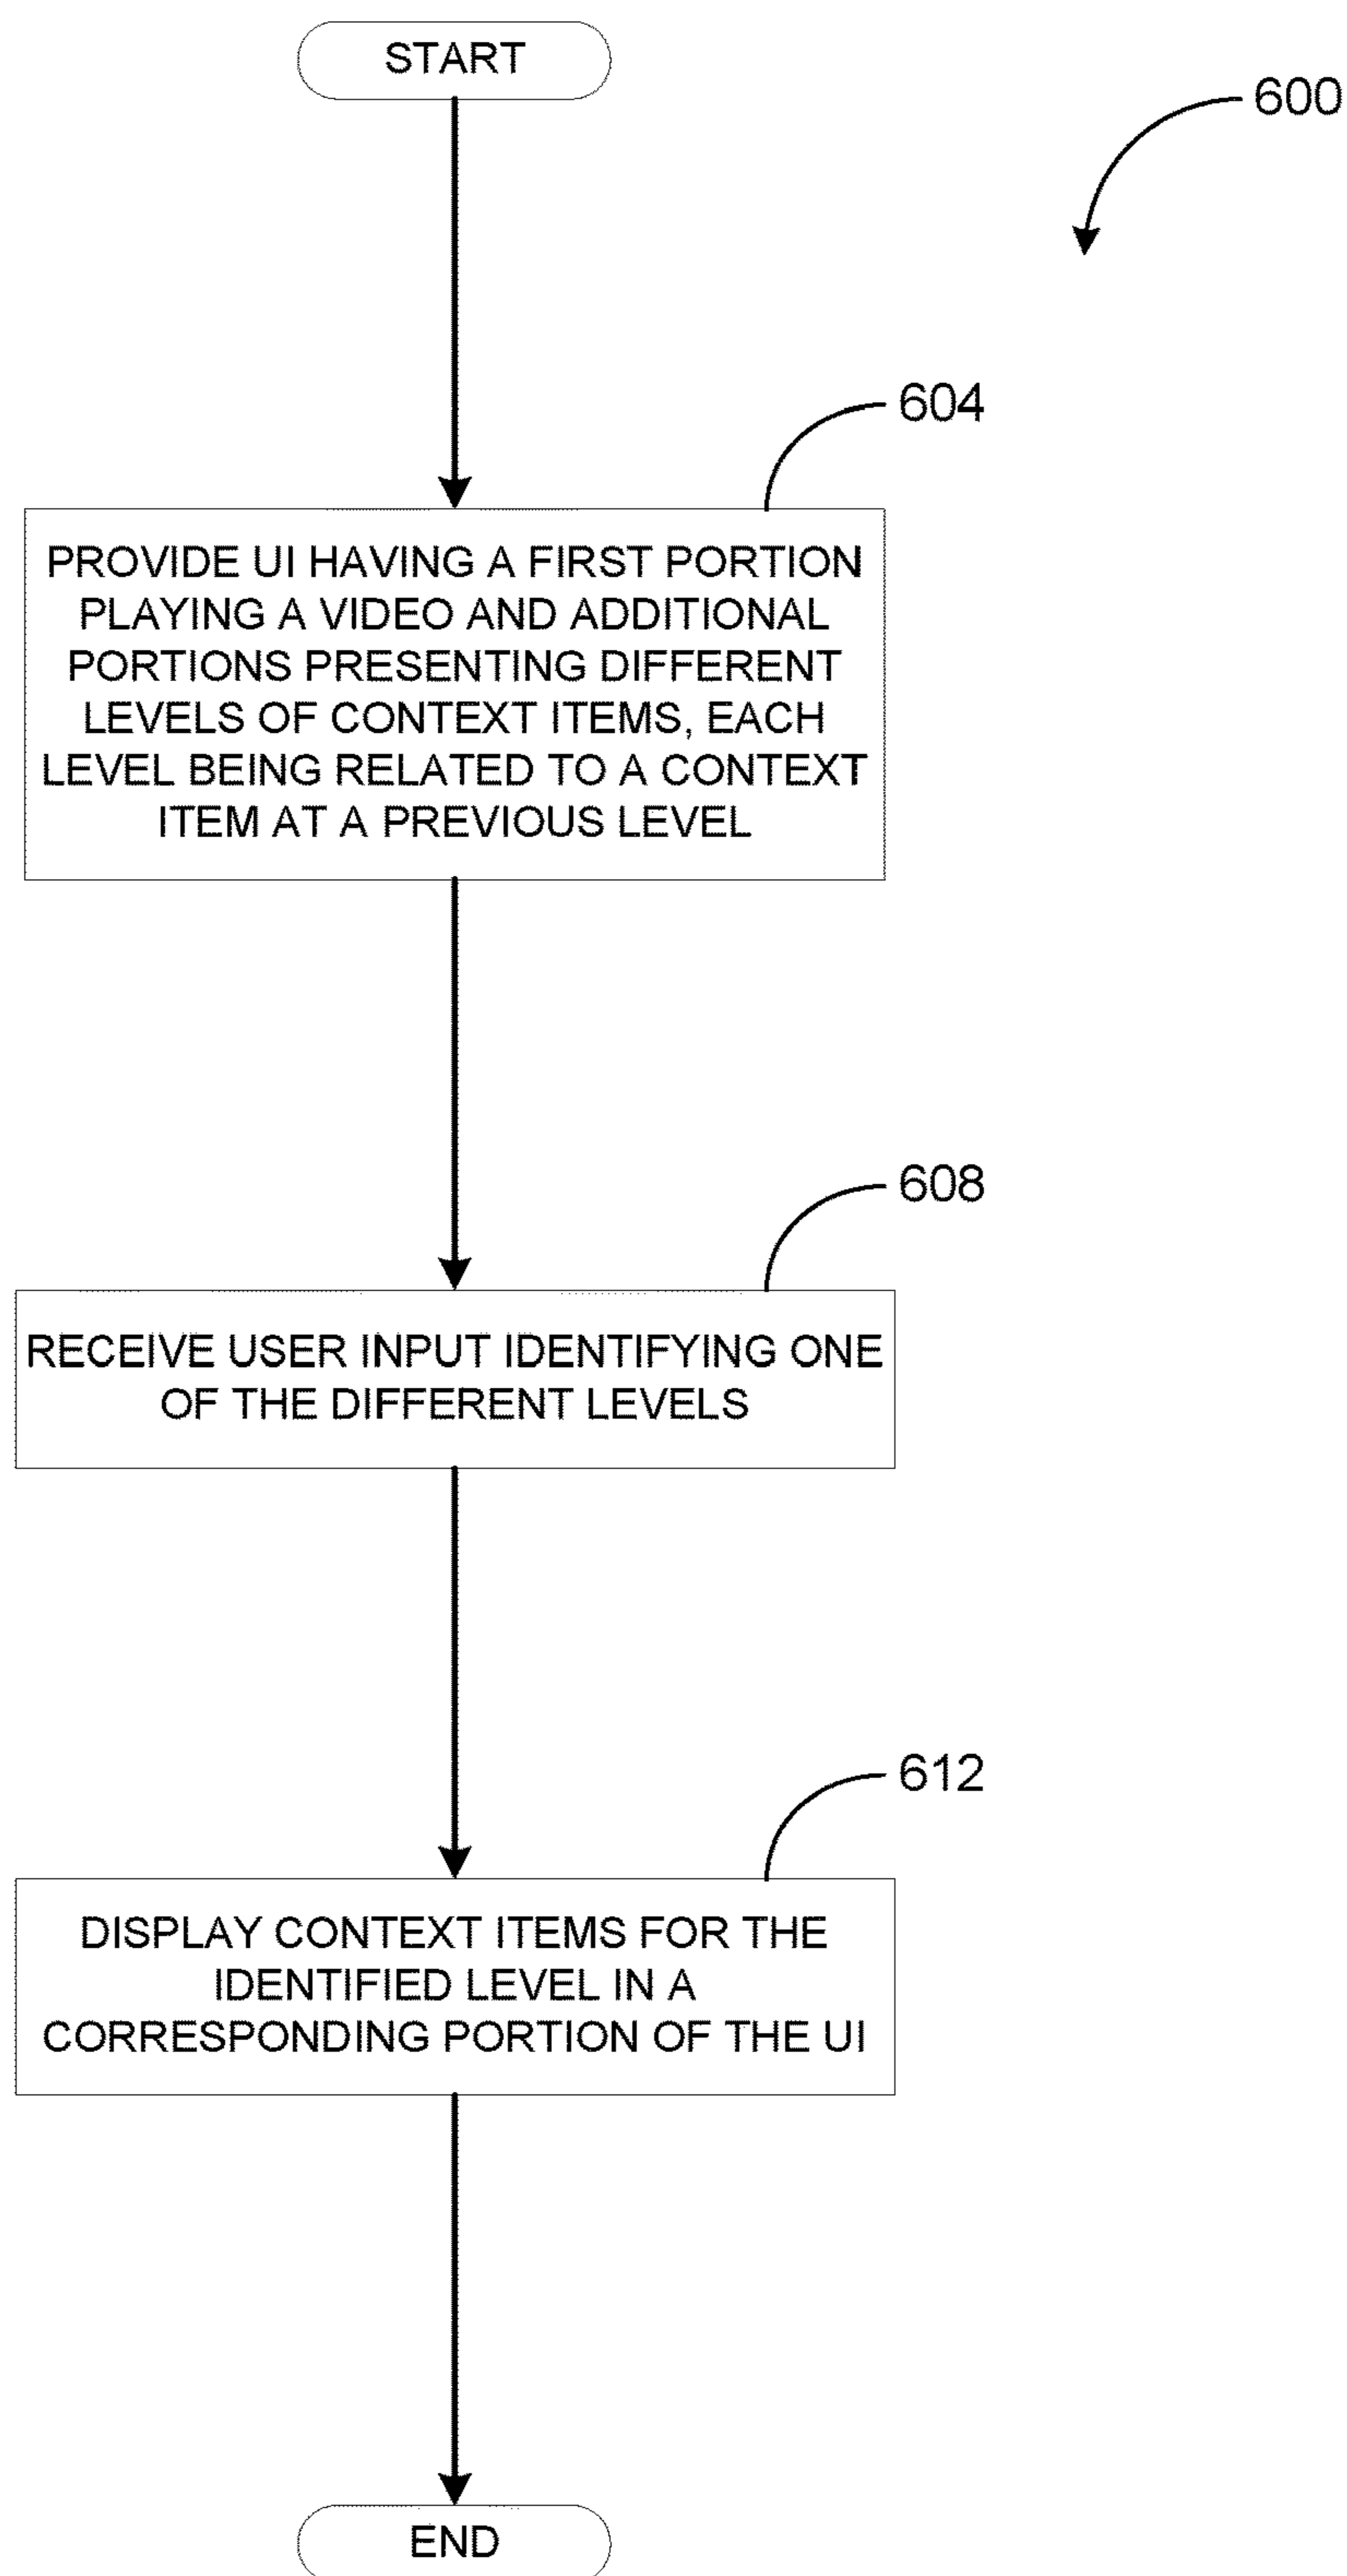 START
600
604
PROVIDE UI HAVING A FIRST PORTION
PLAYING A VIDEO AND ADDITIONAL
PORTIONS PRESENTING DIFFERENT
LEVELS OF CONTEXT ITEMS, EACH
LEVEL BEING RELATED TO A CONTEXT
ITEM AT A PREVIOUS LEVEL
608
RECEIVE USER INPUT IDENTIFYING ONE
OF THE DIFFERENT LEVELS
612
DISPLAY CONTEXT ITEMS FOR THE
IDENTIFIED LEVEL IN A
CORRESPONDING PORTION OF THE UI
END